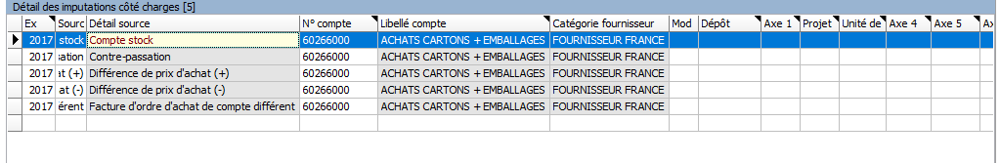 Détail des imputations côté charges [5]
Ex Sourc Détail source N° compte Libellé compte Catégorie fournisseur Mod Dépôt Axe 1 Projet Unité de Axe 4 Axe 5 Ax
2017 stock Compte stock 60266000 ACHATS CARTONS + EMBALLAGES FOURNISSEUR FRANCE
2017 sation Contre-passation 60266000 ACHATS CARTONS + EMBALLAGES FOURNISSEUR FRANCE
2017 at (+) Différence de prix d'achat (+) 60266000 ACHATS CARTONS + EMBALLAGES FOURNISSEUR FRANCE
2017 at (-) Différence de prix d'achat (-) 60266000 ACHATS CARTONS + EMBALLAGES FOURNISSEUR FRANCE
2017 érent Facture d'ordre d'achat de compte différent 60266000 ACHATS CARTONS + EMBALLAGES FOURNISSEUR FRANCE